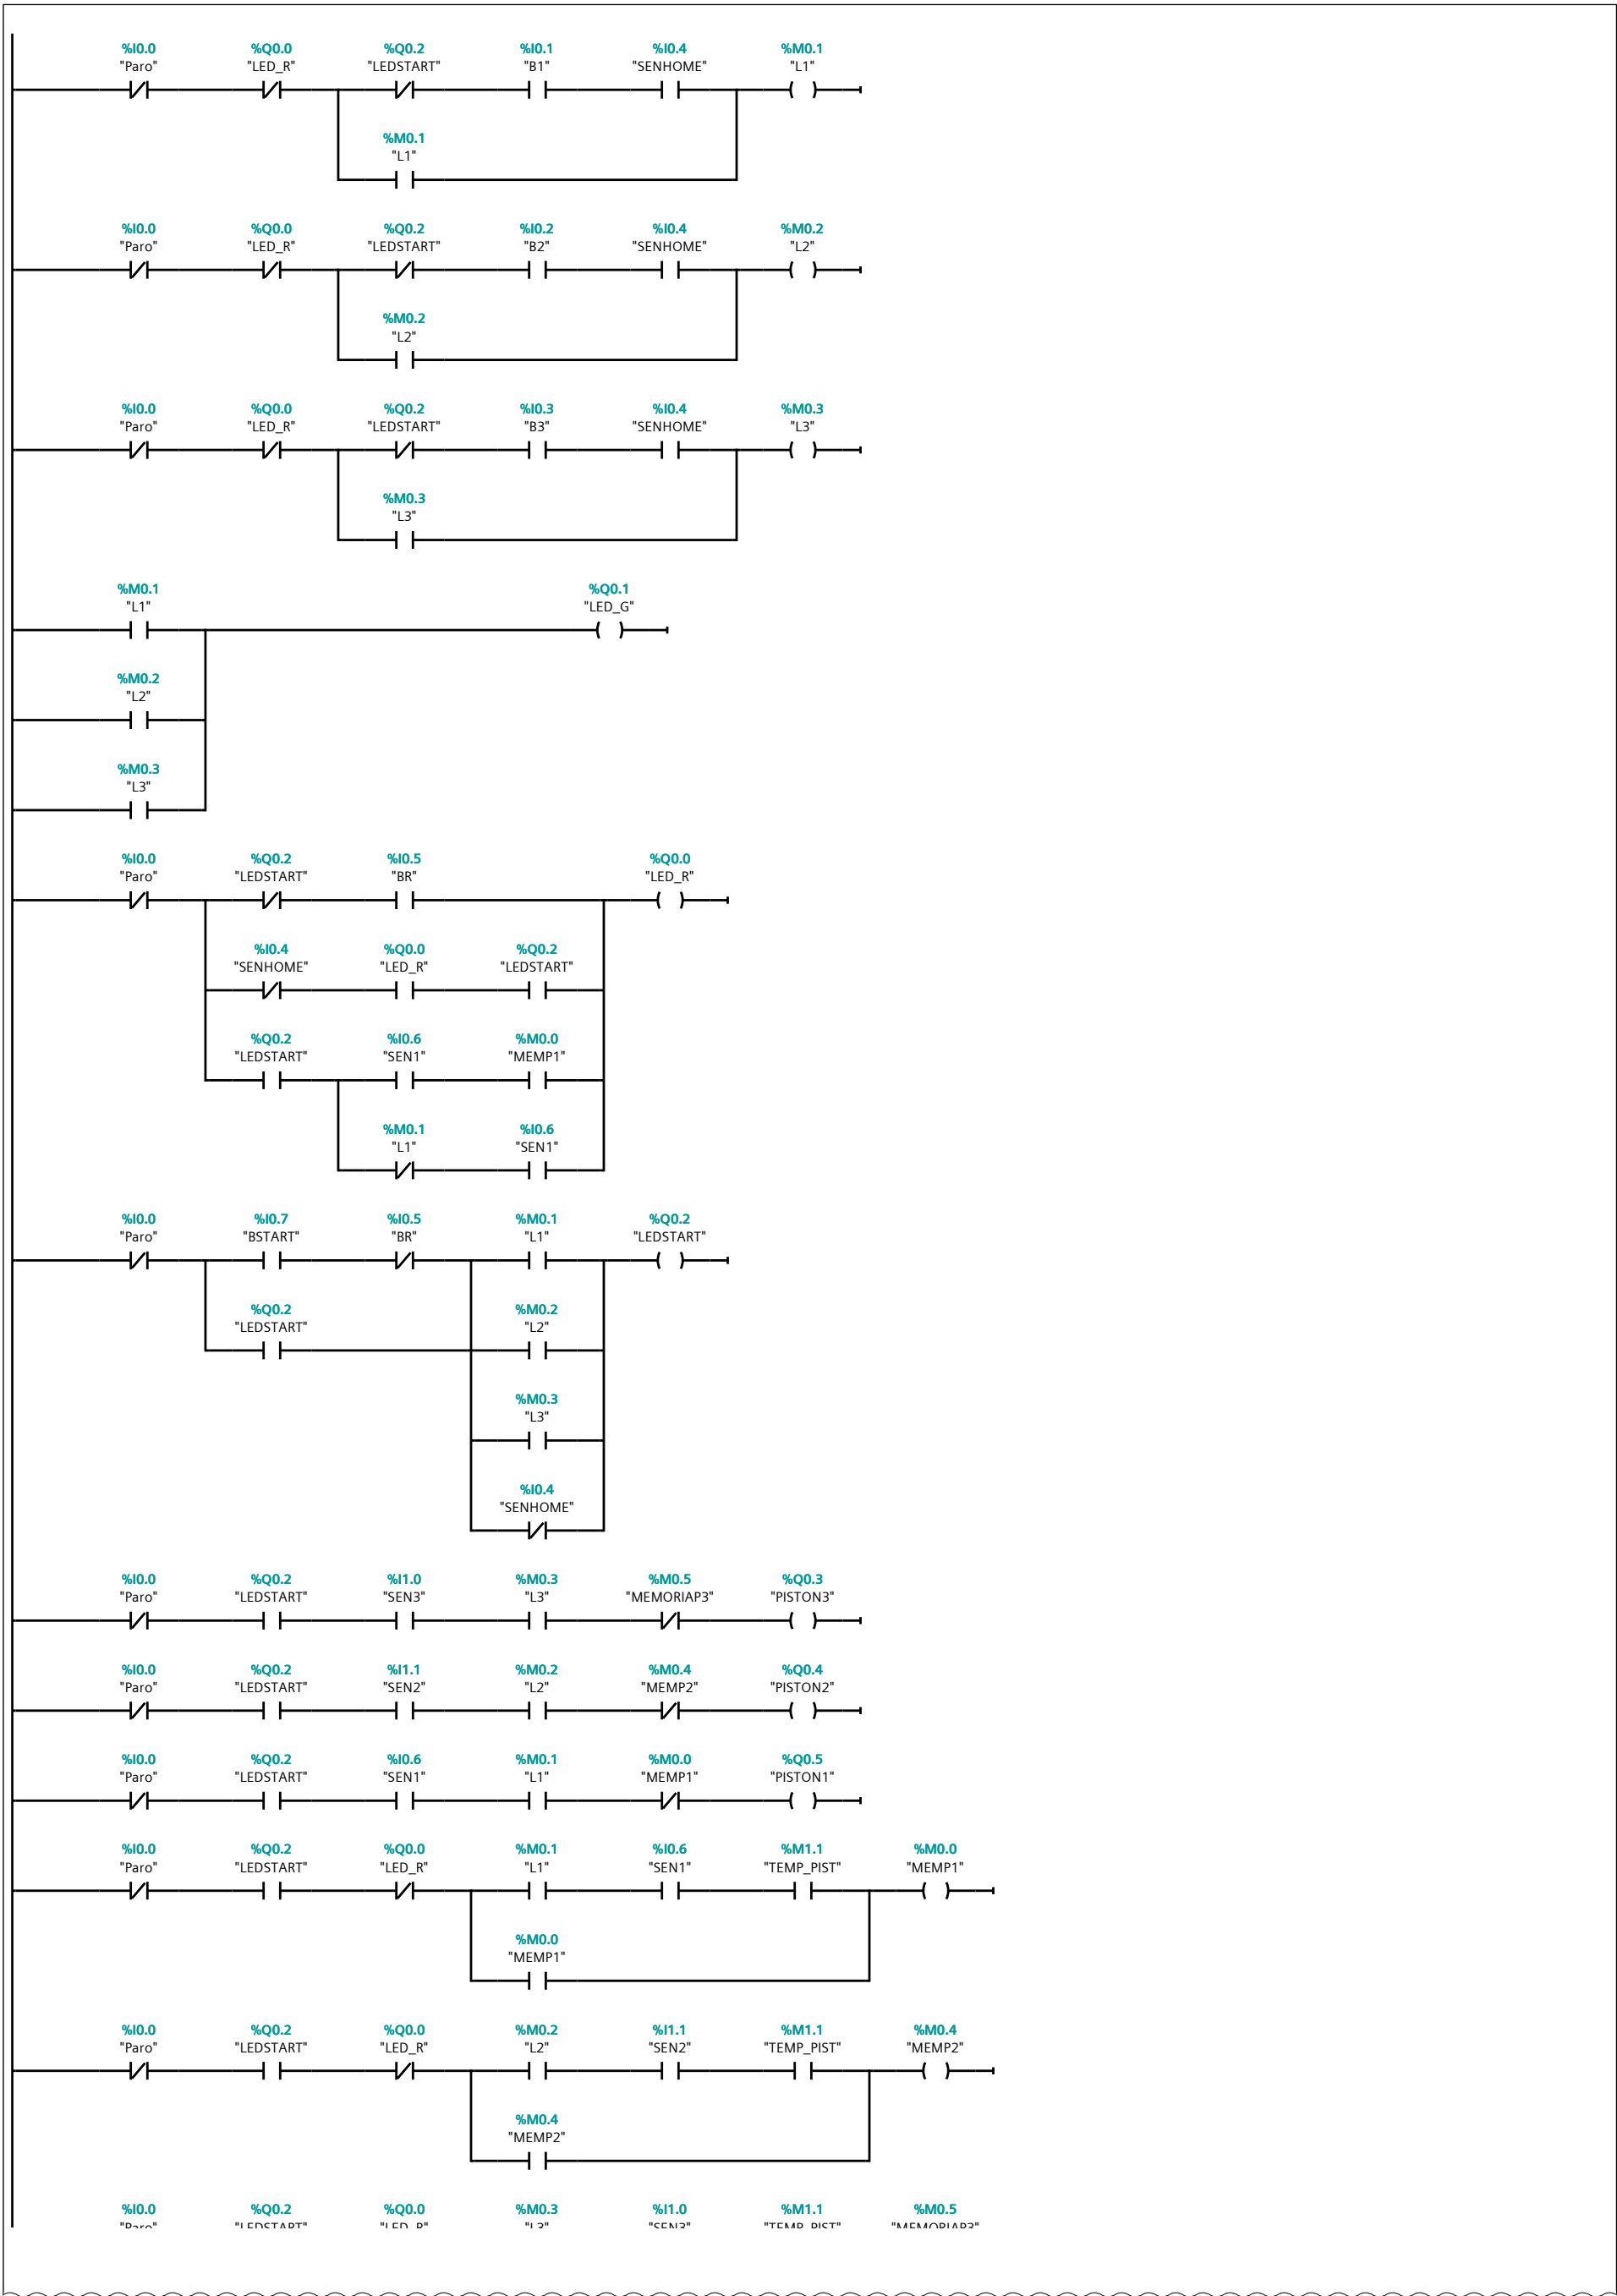 %I0.0 %Q0.0 %Q0.2 %I0.1 %I0.4 %M0.1
"Paro" "LED_R" "LEDSTART" "B1" "SENHOME" "L1"
%M0.1
"L1"
%I0.0 %Q0.0 %Q0.2 %I0.2 %I0.4 %M0.2
"Paro" "LED_R" "LEDSTART" "B2" "SENHOME" "L2"
%M0.2
"L2"
%I0.0 %Q0.0 %Q0.2 %I0.3 %I0.4 %M0.3
"Paro" "LED_R" "LEDSTART" "B3" "SENHOME" "L3"
%M0.3
"L3"
%M0.1 %Q0.1
"L1" "LED_G"
%M0.2
"L2"
%M0.3
"L3"
%I0.0 %Q0.2 %I0.5 %Q0.0
"Paro" "LEDSTART" "BR" "LED_R"
%I0.4 %Q0.0 %Q0.2
"SENHOME" "LED_R" "LEDSTART"
%Q0.2 %I0.6 %M0.0
"LEDSTART" "SEN1" "MEMP1"
%M0.1 %I0.6
"L1" "SEN1"
%I0.0 %I0.7 %I0.5 %M0.1 %Q0.2
"Paro" "BSTART" "BR" "L1" "LEDSTART"
%Q0.2 %M0.2
"LEDSTART" "L2"
%M0.3
"L3"
%I0.4
"SENHOME"
%I0.0 %Q0.2 %I1.0 %M0.3 %M0.5 %Q0.3
"Paro" "LEDSTART" "SEN3" "L3" "MEMORIAP3" "PISTON3"
%I0.0 %Q0.2 %I1.1 %M0.2 %M0.4 %Q0.4
"Paro" "LEDSTART" "SEN2" "L2" "MEMP2" "PISTON2"
%I0.0 %Q0.2 %I0.6 %M0.1 %M0.0 %Q0.5
"Paro" "LEDSTART" "SEN1" "L1" "MEMP1" "PISTON1"
%I0.0 %Q0.2 %Q0.0 %M0.1 %I0.6 %M1.1 %M0.0
"Paro" "LEDSTART" "LED_R" "L1" "SEN1" "TEMP_PIST" "MEMP1"
%M0.0
"MEMP1"
%I0.0 %Q0.2 %Q0.0 %M0.2 %I1.1 %M1.1 %M0.4
"Paro" "LEDSTART" "LED_R" "L2" "SEN2" "TEMP_PIST" "MEMP2"
%M0.4
"MEMP2"
%I0.0 %Q0.2 %Q0.0 %M0.3 %I1.0 %M1.1 %M0.5
"Paro" "LEDSTART" "LED_R" "L3" "SEN3" "TEMP_PIST" "MEMORIAP3"